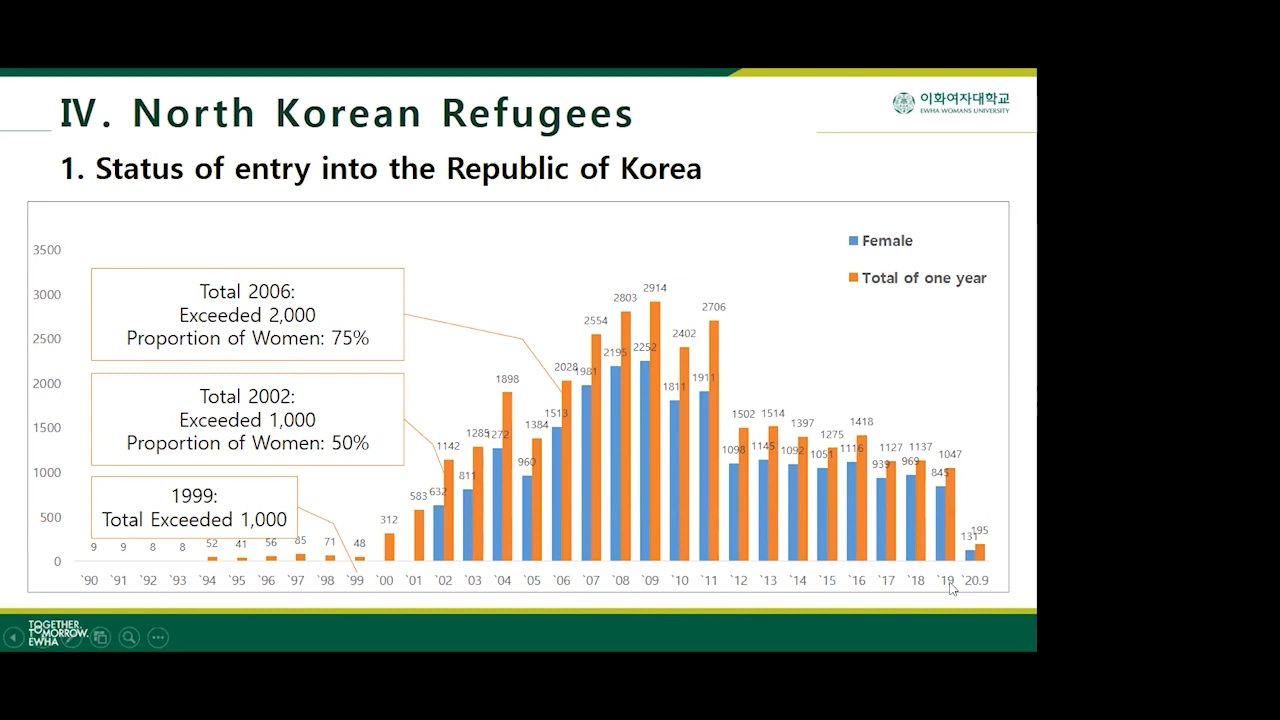 IV. North Korean Refugees
이화여자대학교
EWHA WOMANS UNIVERSITY
1. Status of entry into the Republic of Korea
Female
Total of one year
3500
3000
2500
2000
1500
1000
500
0
Total 2006:
Exceeded 2,000
Proportion of Women: 75%
Total 2002:
Exceeded 1,000
Proportion of Women: 50%
1999:
Total Exceeded 1,000
9 9 8 8 52 41 56 85 71 48 312 583
632 1142
811 1285
1272 1898
960 1384
1513 2028
1981 2554
2195 2803
2252 2914
1811 2402
1911 2706
1098 1502
1145 1514
1092 1397
1051 1275
1116 1418
939 1127
969 1137
845 1047
131 195
`90 `91 `92 `93 `94 `95 `96 `97 `98 `99 `00 `01 `02 `03 `04 `05 `06 `07 `08 `09 `10 `11 `12 `13 `14 `15 `16 `17 `18 `19 `20.9
TOGETHER
TOMORROW.
EWHA